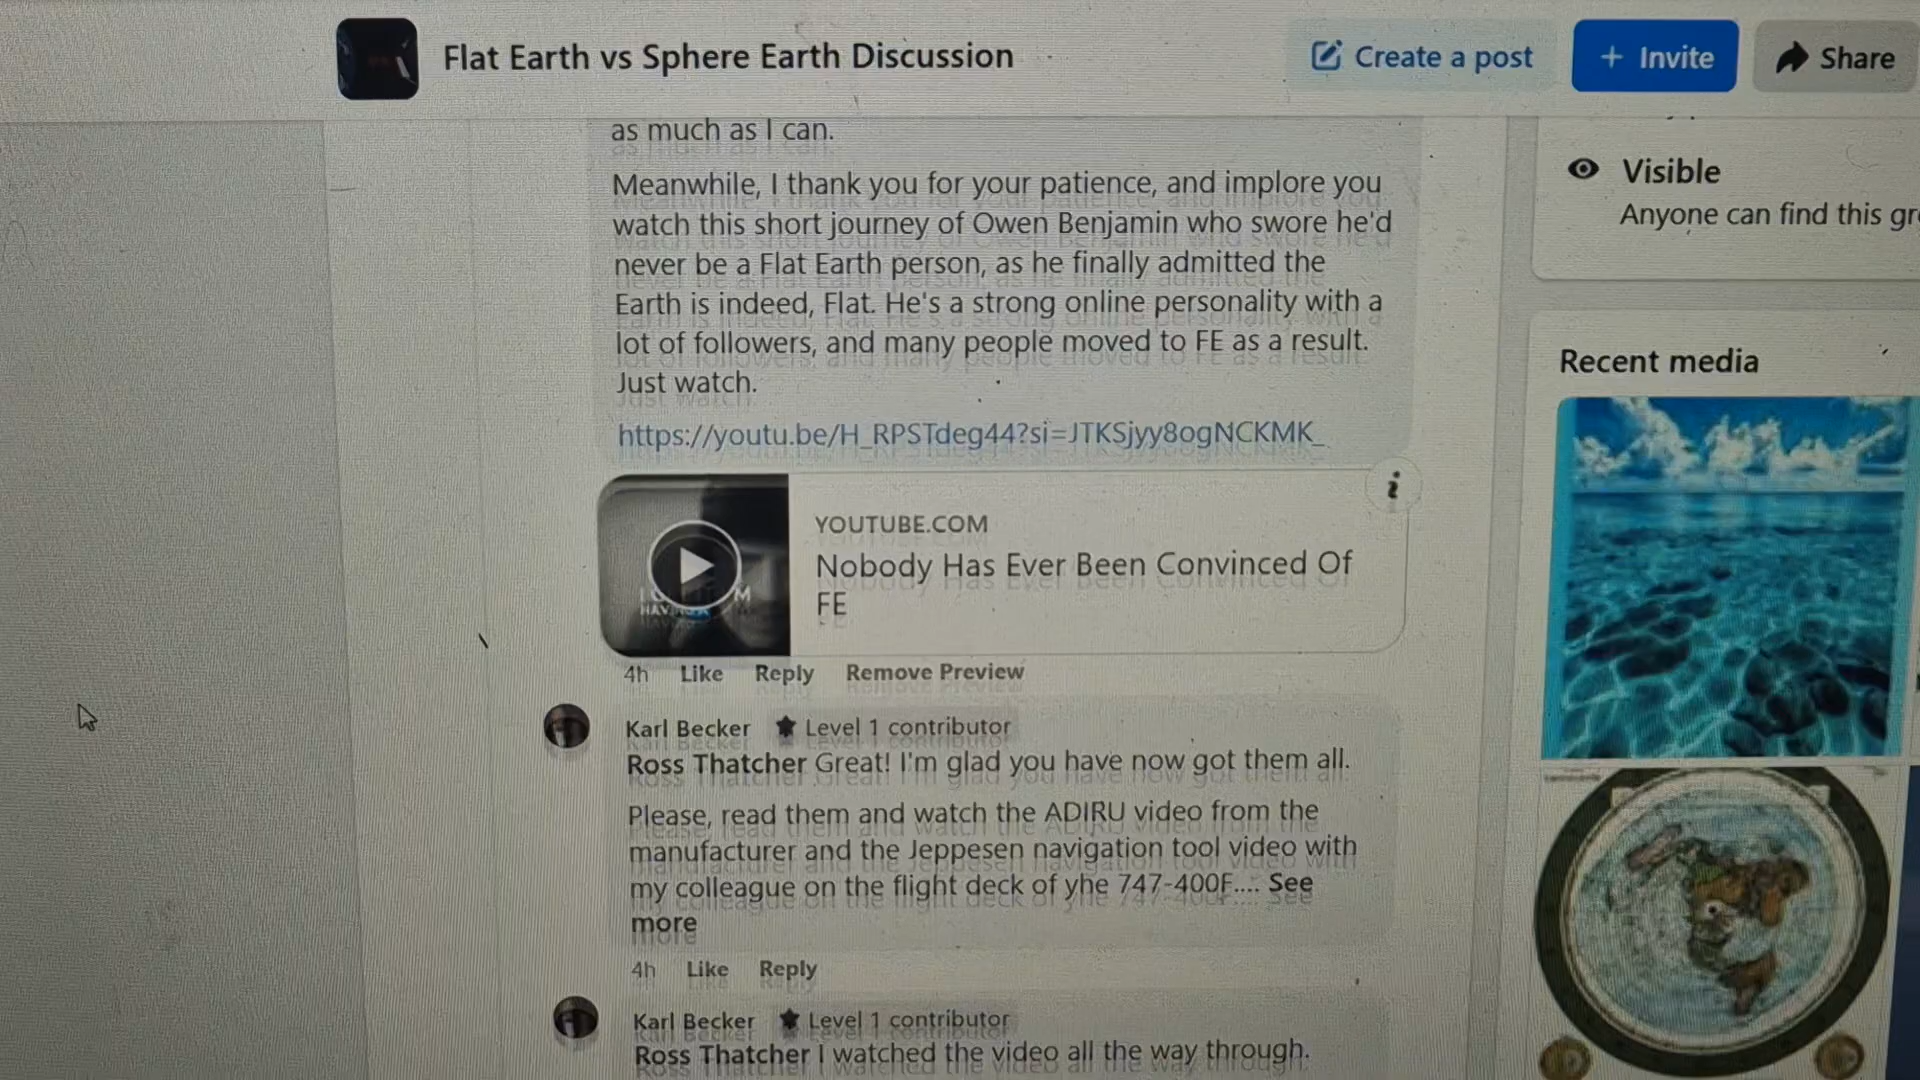 Flat Earth vs Sphere Earth Discussion
Create a post
+ Invite
Share
as much as I can.
Meanwhile, I thank you for your patience, and implore you
watch this short journey of Owen Benjamin who swore he'd
never be a Flat Earth person, as he finally admitted the
Earth is indeed, Flat. He's a strong online personality with a
lot of followers, and many people moved to FE as a result.
Just watch.
https://youtu.be/H_RPSTdeg44?si=JTKSjyy8ogNCKMK_
YOUTUBE.COM
Nobody Has Ever Been Convinced Of
FE
4h Like Reply Remove Preview
Karl Becker ★ Level 1 contributor
Ross Thatcher Great! I'm glad you have now got them all.
Please, read them and watch the ADIRU video from the
manufacturer and the Jeppesen navigation tool video with
my colleague on the flight deck of yhe 747-400F.... See
more
4h Like Reply
Karl Becker ★ Level 1 contributor
Ross Thatcher I watched the video all the way through.
Visible
Anyone can find this
Recent media